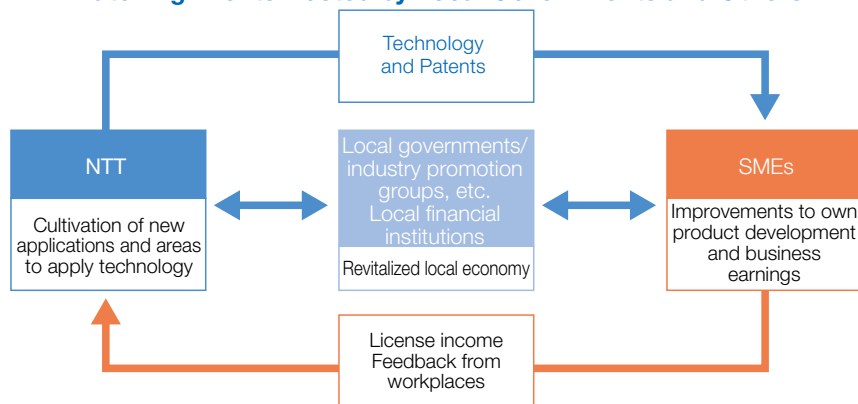 Technology
and Patents
NTT
Cultivation of new
applications and areas
to apply technology
Local governments/
industry promotion
groups, etc.
Local financial
institutions
Revitalized local economy
SMEs
Improvements to own
product development
and business
earnings
License income
Feedback from
workplaces